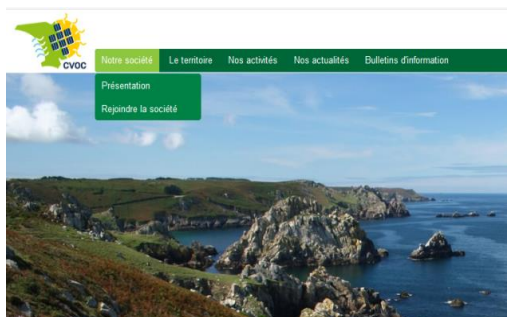 CVOC
Notre société Le territoire Nos activités Nos actualités Bulletins d'information
Présentation
Rejoindre la société